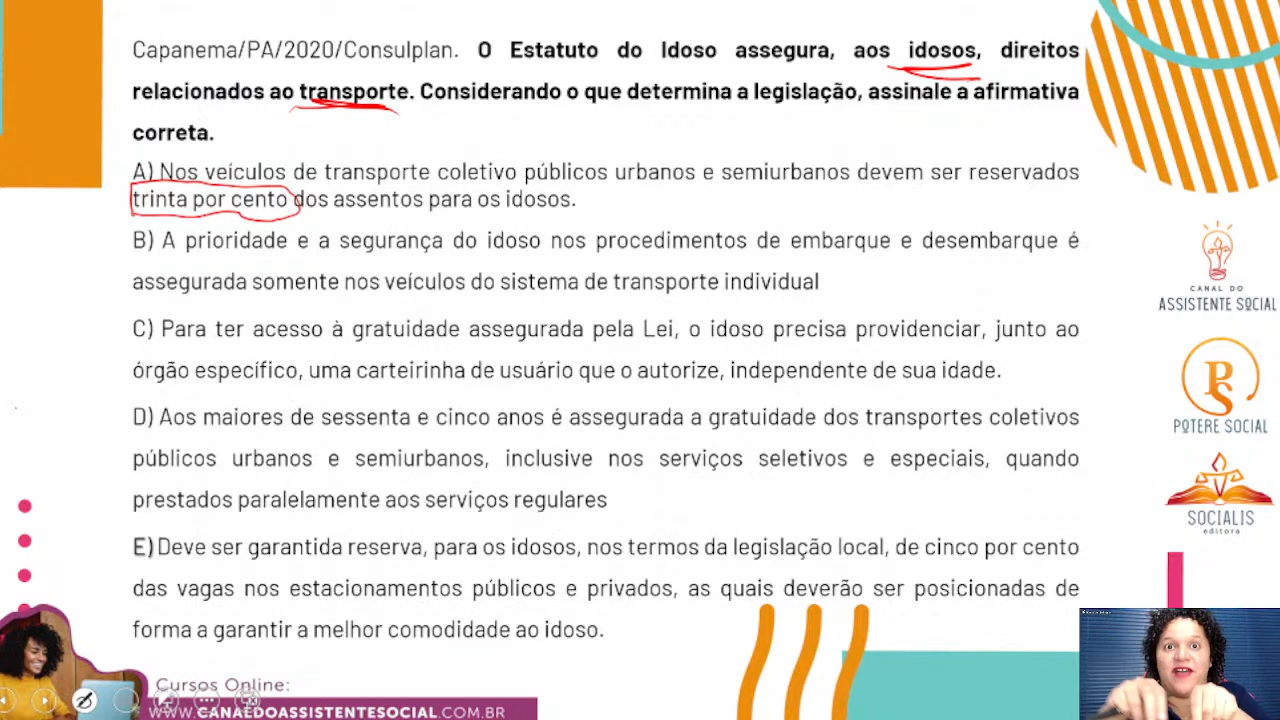 Capanema/PA/2020/Consulplan. O Estatuto do Idoso assegura, aos idosos, direitos
relacionados ao transporte. Considerando o que determina a legislação, assinale a afirmativa
correta.
A) Nos veículos de transporte coletivo públicos urbanos e semiurbanos devem ser reservados
trinta por cento dos assentos para os idosos.
B) A prioridade e a segurança do idoso nos procedimentos de embarque e desembarque é
assegurada somente nos veículos do sistema de transporte individual
C) Para ter acesso à gratuidade assegurada pela Lei, o idoso precisa providenciar, junto ao
órgão específico, uma carteirinha de usuário que o autorize, independente de sua idade.
D) Aos maiores de sessenta e cinco anos é assegurada a gratuidade dos transportes coletivos
públicos urbanos e semiurbanos, inclusive nos serviços seletivos e especiais, quando
prestados paralelamente aos serviços regulares
E) Deve ser garantida reserva, para os idosos, nos termos da legislação local, de cinco por cento
das vagas nos estacionamentos públicos e privados, as quais deverão ser posicionadas de
forma a garantir a melhor comodidade ao idoso.
CANAL DO
ASSISTENTE SOCIAL
PS
POTERE SOCIAL
SOCIALIS
editora
Cursos Online:
WWW.CANALDOASSISTENTESOCIAL.COM.BR